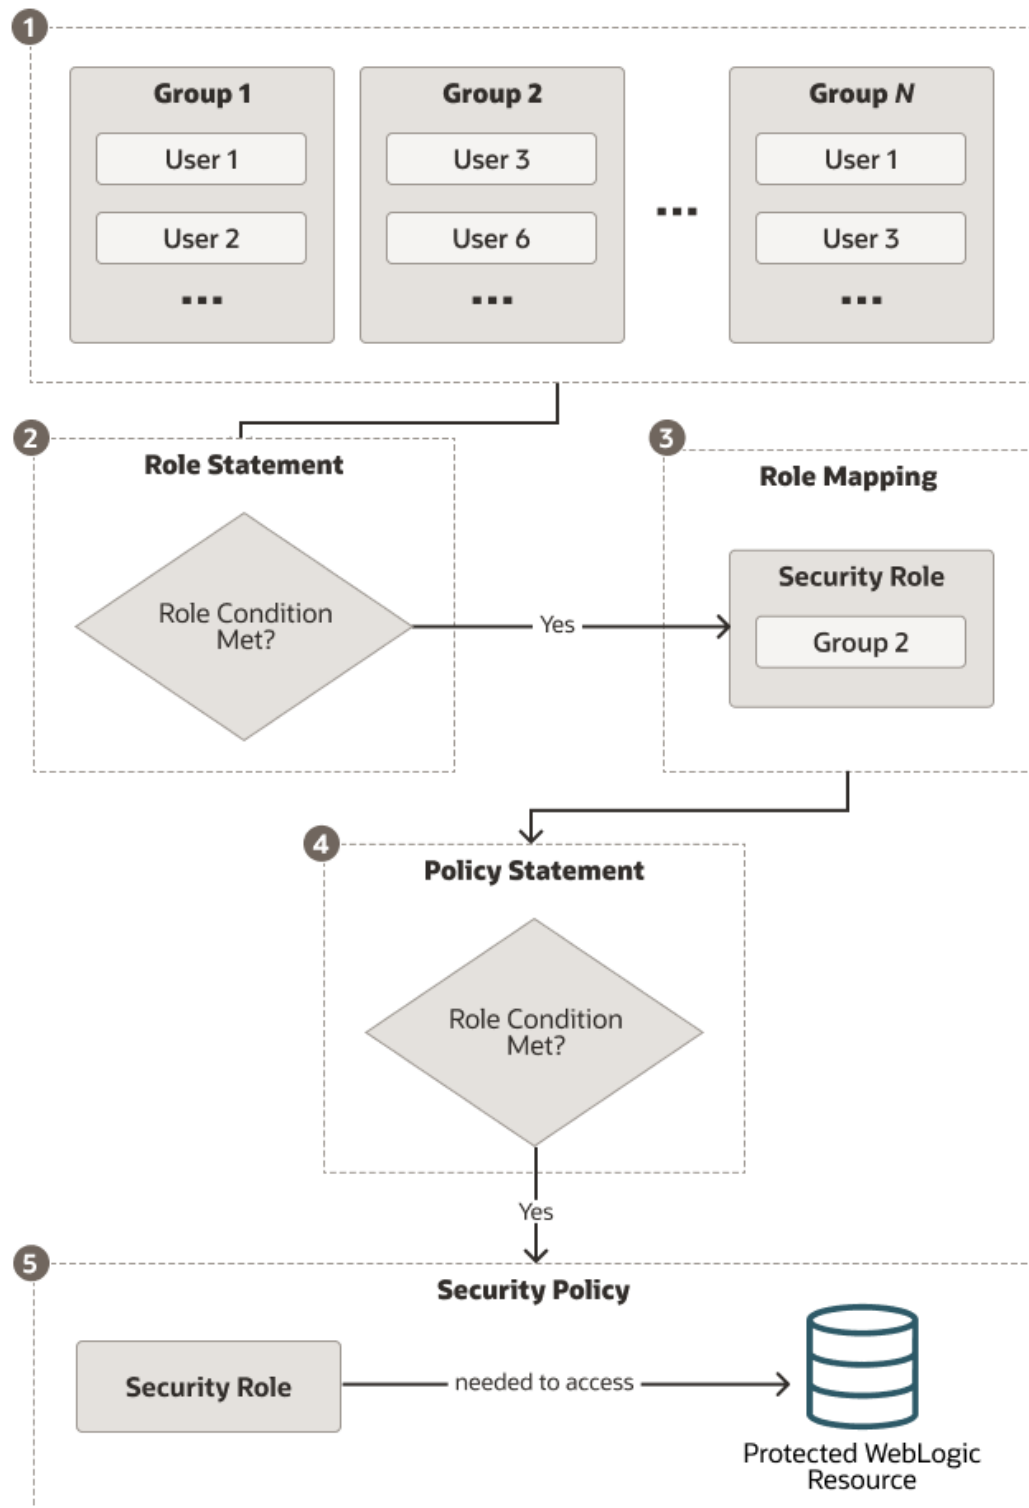 1
Group 1
Group 2
Group N
User 1
User 3
User 1
...
User 2
User 6
User 3
...
...
...
2
Role Statement
3
Role Mapping
Role Condition
Met?
Yes
Security Role
Group 2
4
Policy Statement
Role Condition
Met?
Yes
5
Security Policy
Security Role
needed to access
Protected WebLogic
Resource